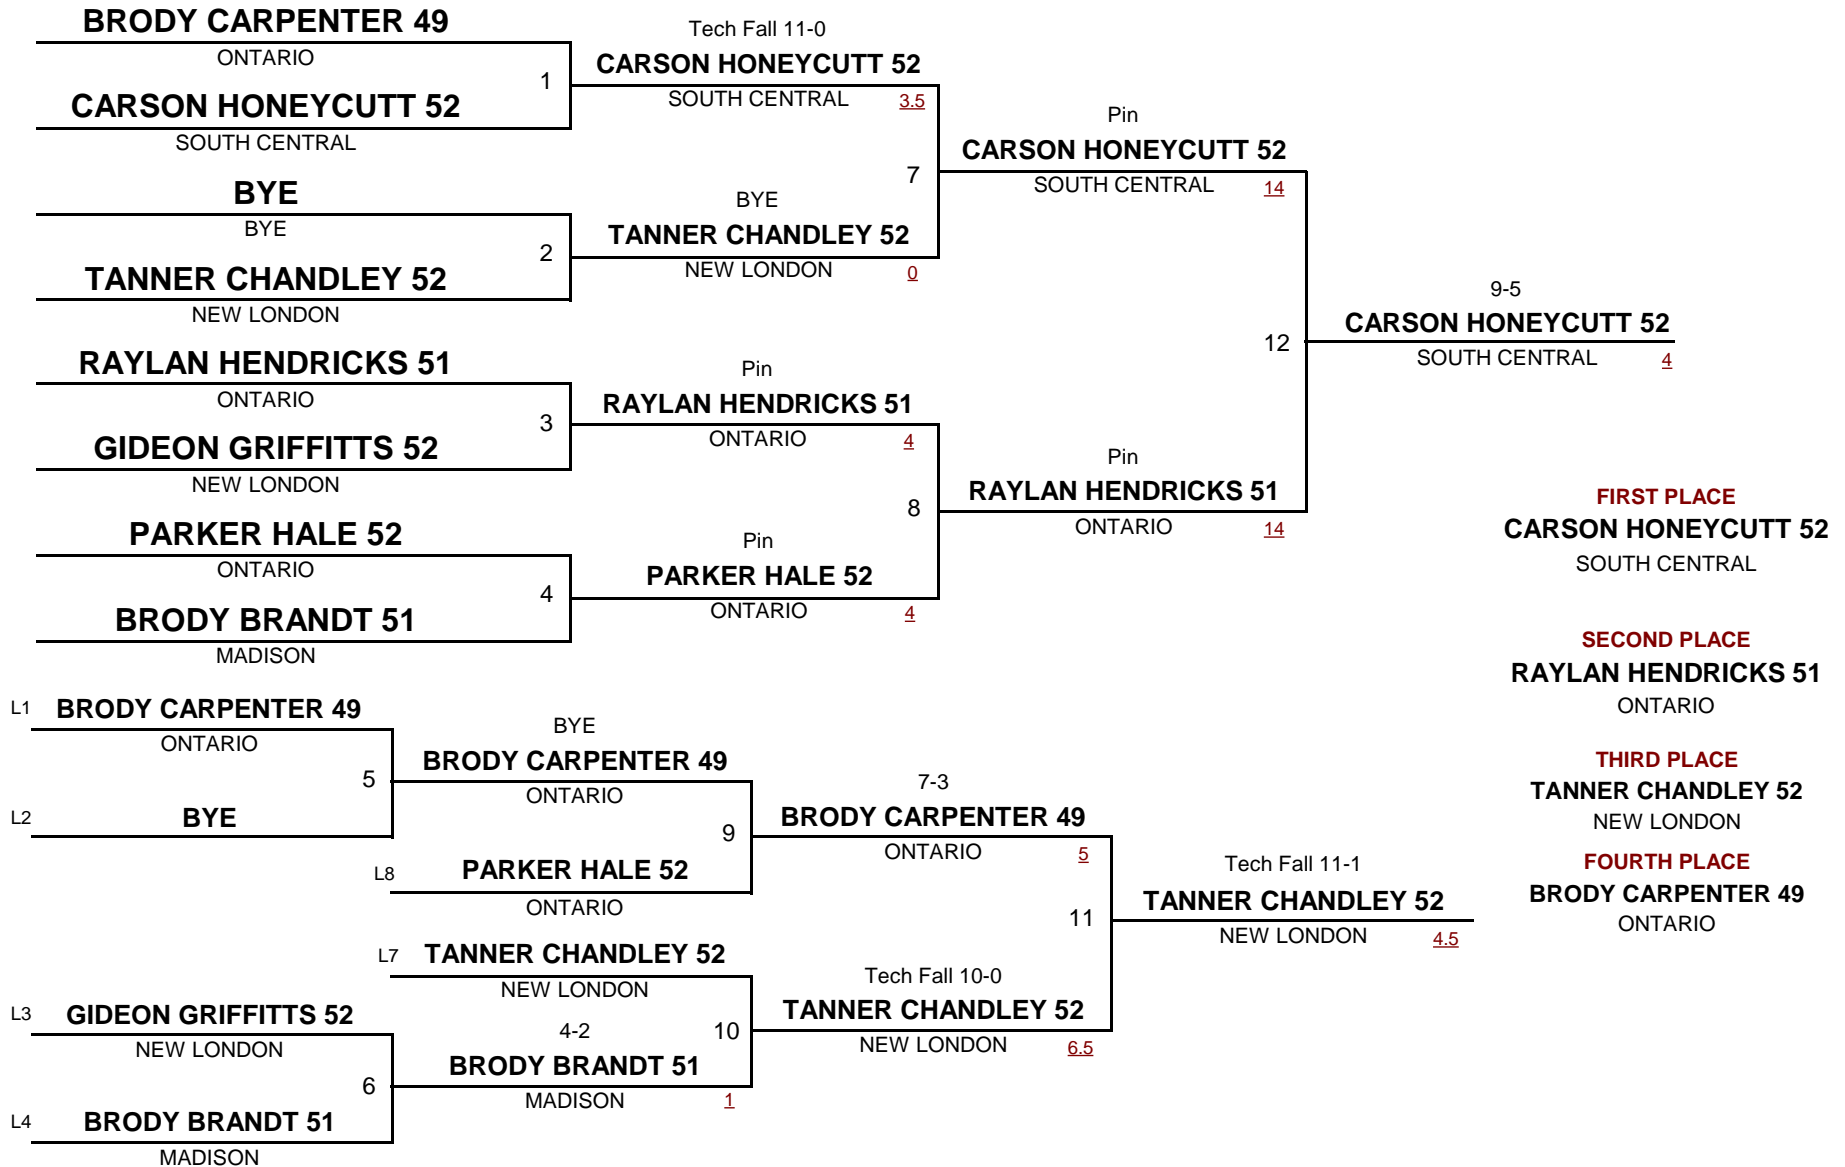 BRODY CARPENTER 49
ONTARIO
1
CARSON HONEYCUTT 52
SOUTH CENTRAL
BYE
BYE
2
TANNER CHANDLEY 52
NEW LONDON
RAYLAN HENDRICKS 51
ONTARIO
3
GIDEON GRIFFITTS 52
NEW LONDON
PARKER HALE 52
ONTARIO
4
BRODY BRANDT 51
MADISON
Tech Fall 11-0
CARSON HONEYCUTT 52
SOUTH CENTRAL 3.5
7
BYE
TANNER CHANDLEY 52
NEW LONDON 0
Pin
RAYLAN HENDRICKS 51
ONTARIO 4
8
Pin
PARKER HALE 52
ONTARIO 4
Pin
CARSON HONEYCUTT 52
SOUTH CENTRAL 14
12
Pin
RAYLAN HENDRICKS 51
ONTARIO 14
9-5
CARSON HONEYCUTT 52
SOUTH CENTRAL 4
FIRST PLACE
CARSON HONEYCUTT 52
SOUTH CENTRAL
SECOND PLACE
RAYLAN HENDRICKS 51
ONTARIO
THIRD PLACE
TANNER CHANDLEY 52
NEW LONDON
FOURTH PLACE
BRODY CARPENTER 49
ONTARIO
L1 BRODY CARPENTER 49
ONTARIO
5
L2 BYE
BYE
BRODY CARPENTER 49
ONTARIO
9
L8 PARKER HALE 52
ONTARIO
L7 TANNER CHANDLEY 52
NEW LONDON
10
4-2
BRODY BRANDT 51
MADISON 1
L3 GIDEON GRIFFITTS 52
NEW LONDON
6
L4 BRODY BRANDT 51
MADISON
7-3
BRODY CARPENTER 49
ONTARIO 5
11
Tech Fall 10-0
TANNER CHANDLEY 52
NEW LONDON 6.5
Tech Fall 11-1
TANNER CHANDLEY 52
NEW LONDON 4.5